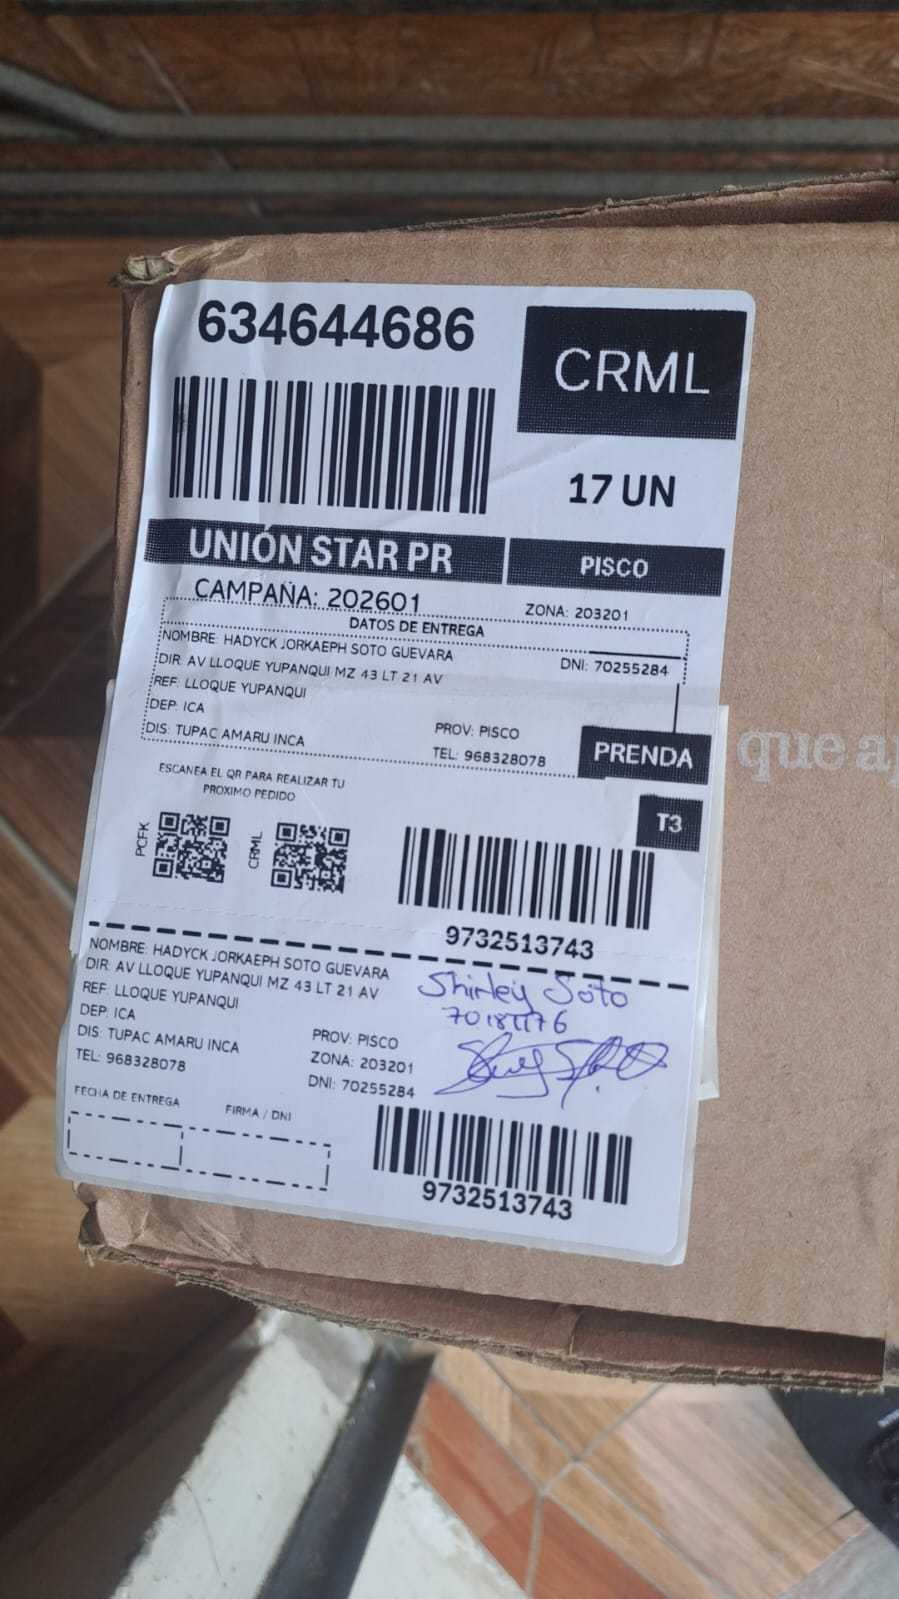 634644686
CRML
17 UN
UNIÓN STAR PR
PISCO
CAMPAÑA: 202601
ZONA: 203201
DATOS DE ENTREGA
NOMBRE: HADYCK JORKAEPH SOTO GUEVARA
DNI: 70255284
DIR: AV LLOQUE YUPANQUI MZ 43 LT 21 AV
REF: LLOQUE YUPANQUI
DEP: ICA
PROV: PISCO
DIS: TUPAC AMARU INCA
TEL: 968328078
PRENDA
que a
ESCANEA EL QR PARA REALIZAR TU
PROXIMO PEDIDO
T3
PCFK
CRML
9732513743
NOMBRE: HADYCK JORKAEPH SOTO GUEVARA
DIR: AV LLOQUE YUPANQUI MZ 43 LT 21 AV
REF: LLOQUE YUPANQUI
DEP: ICA
DIS: TUPAC AMARU INCA
TEL: 968328078
PROV: PISCO
ZONA: 203201
DNI: 70255284
Shirley Soto
FECHA DE ENTREGA
FIRMA / DNI
9732513743